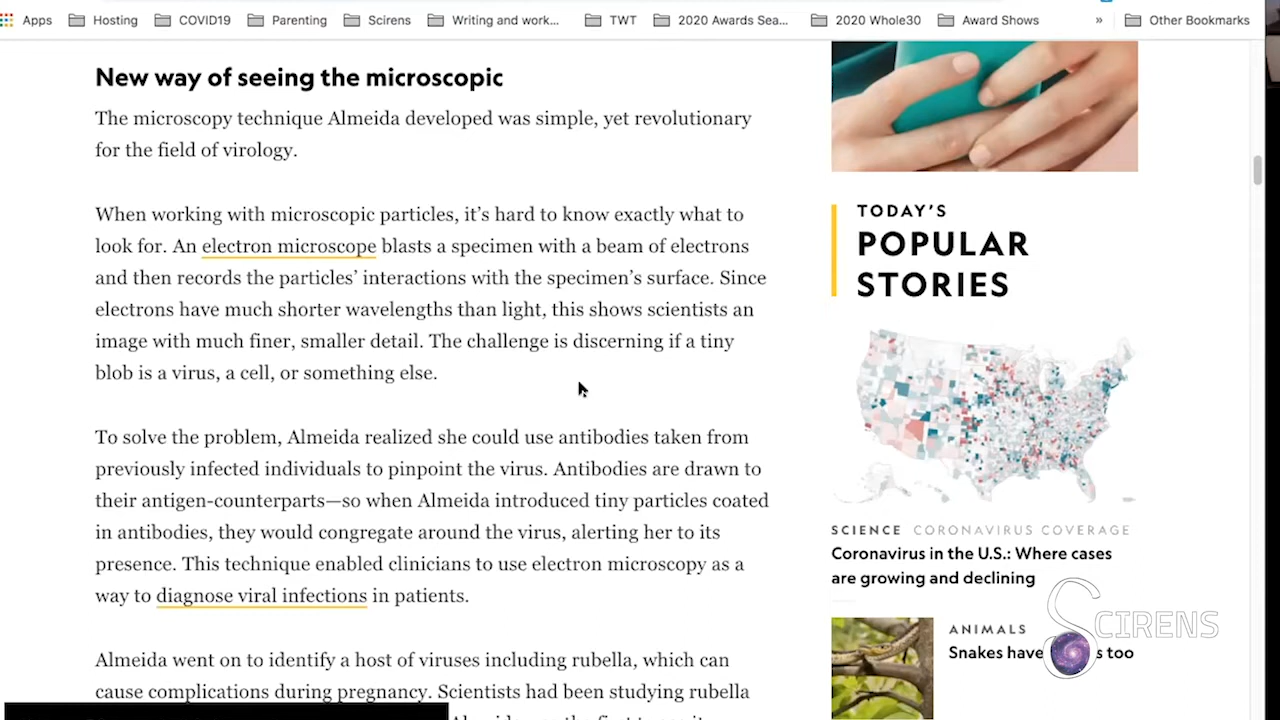 Apps Hosting COVID19 Parenting Scirens Writing and work... TWT 2020 Awards Sea... 2020 Whole30 Award Shows » Other Bookmarks
New way of seeing the microscopic
The microscopy technique Almeida developed was simple, yet revolutionary
for the field of virology.
When working with microscopic particles, it's hard to know exactly what to
look for. An electron microscope blasts a specimen with a beam of electrons
and then records the particles' interactions with the specimen's surface. Since
electrons have much shorter wavelengths than light, this shows scientists an
image with much finer, smaller detail. The challenge is discerning if a tiny
blob is a virus, a cell, or something else.
To solve the problem, Almeida realized she could use antibodies taken from
previously infected individuals to pinpoint the virus. Antibodies are drawn to
their antigen-counterparts—so when Almeida introduced tiny particles coated
in antibodies, they would congregate around the virus, alerting her to its
presence. This technique enabled clinicians to use electron microscopy as a
way to diagnose viral infections in patients.
Almeida went on to identify a host of viruses including rubella, which can
cause complications during pregnancy. Scientists had been studying rubella
TODAY'S
POPULAR
STORIES
SCIENCE CORONAVIRUS COVERAGE
Coronavirus in the U.S.: Where cases
are growing and declining
ANIMALS
Snakes have too
SCIRENS